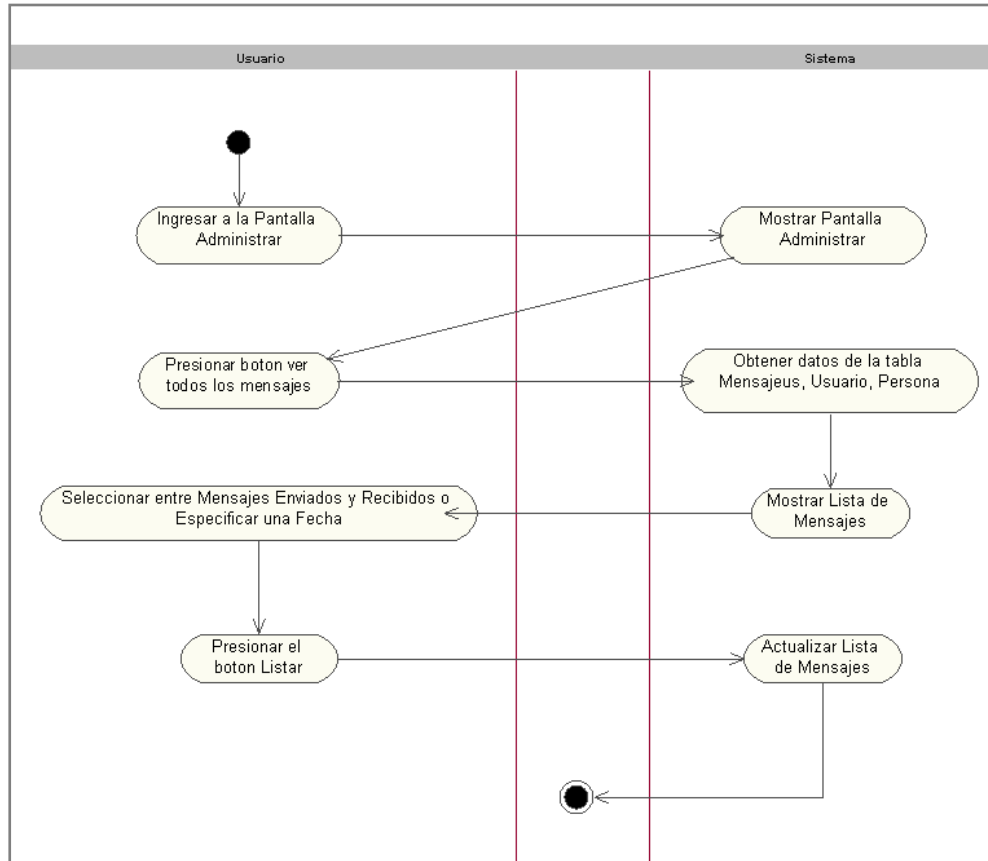 Usuario
Sistema
Ingresar a la Pantalla
Administrar
Mostrar Pantalla
Administrar
Presionar boton ver
todos los mensajes
Obtener datos de la tabla
Mensajeus, Usuario, Persona
Seleccionar entre Mensajes Enviados y Recibidos o
Especificar una Fecha
Mostrar Lista de
Mensajes
Presionar el
boton Listar
Actualizar Lista
de Mensajes